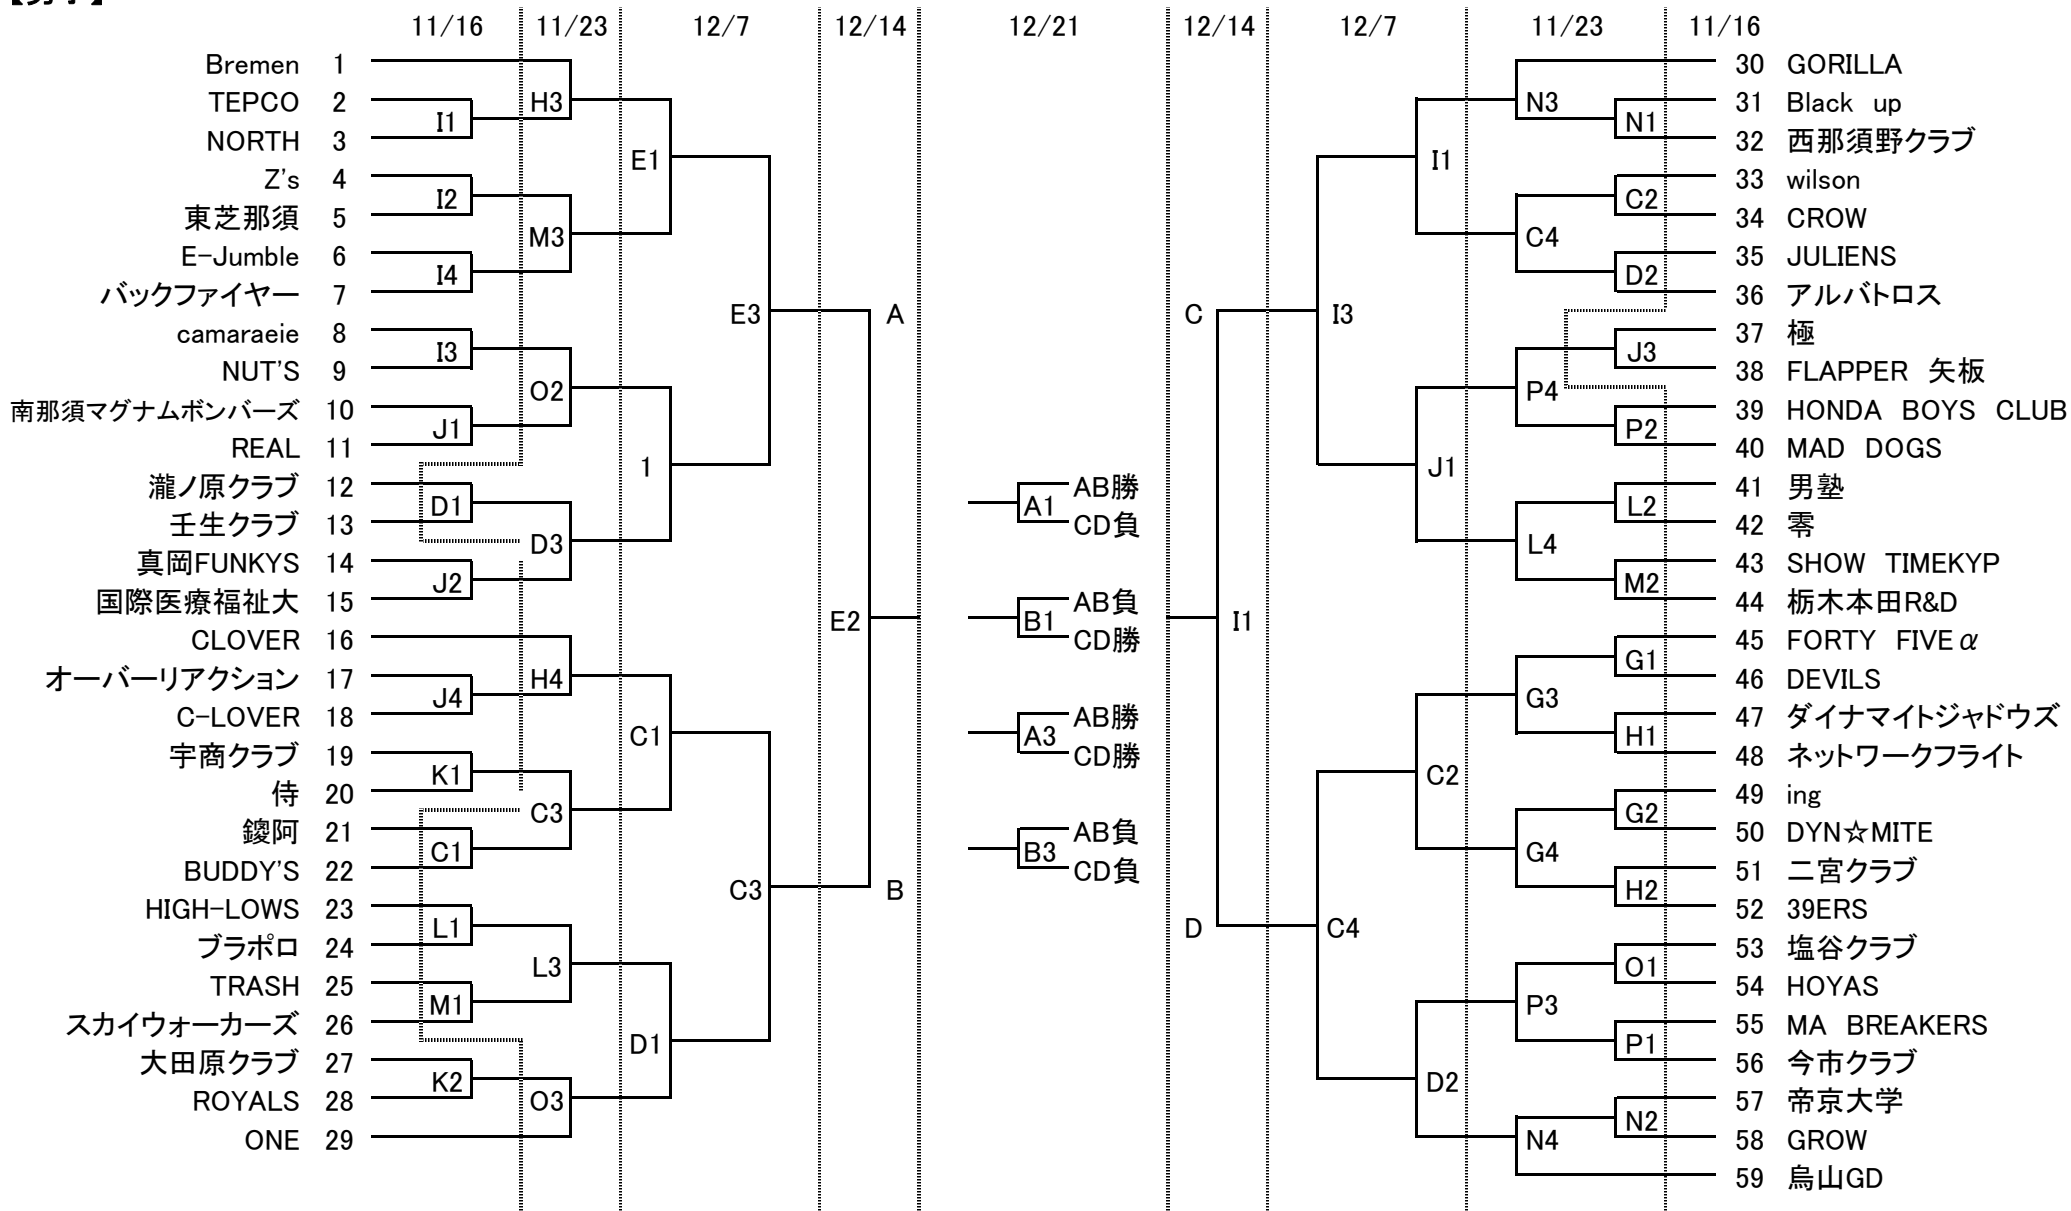 【男子】
11/16 11/23 12/7 12/14 12/21 12/14 12/7 11/23 11/16
Bremen 1
TEPCO 2
NORTH 3
Z's 4
東芝那須 5
E-Jumble 6
バックファイヤー 7
camaraeie 8
NUT'S 9
南那須マグナムボンバーズ 10
REAL 11
瀧ノ原クラブ 12
壬生クラブ 13
真岡FUNKYS 14
国際医療福祉大 15
CLOVER 16
オーバーリアクション 17
C-LOVER 18
宇商クラブ 19
侍 20
鑁阿 21
BUDDY'S 22
HIGH-LOWS 23
ブラポロ 24
TRASH 25
スカイウォーカーズ 26
大田原クラブ 27
ROYALS 28
ONE 29
I1
I2
I4
I3
J1
D1
J2
J4
K1
C1
L1
M1
K2
H3
M3
O2
D3
H4
C3
L3
O3
E1
1
C1
D1
E3
C3
A
E2
B
A1
AB勝
CD負
B1
AB負
CD勝
A3
AB勝
CD勝
B3
AB負
CD負
C
I1
D
I3
C4
I1
J1
C2
D2
N3
C4
P4
L4
G3
G4
P3
N4
N1
C2
D2
J3
P2
L2
M2
G1
H1
G2
H2
O1
P1
N2
30 GORILLA
31 Black up
32 西那須野クラブ
33 wilson
34 CROW
35 JULIENS
36 アルバトロス
37 極
38 FLAPPER 矢板
39 HONDA BOYS CLUB
40 MAD DOGS
41 男塾
42 零
43 SHOW TIMEKYP
44 栃木本田R&D
45 FORTY FIVEα
46 DEVILS
47 ダイナマイトジャドウズ
48 ネットワークフライト
49 ing
50 DYN☆MITE
51 二宮クラブ
52 39ERS
53 塩谷クラブ
54 HOYAS
55 MA BREAKERS
56 今市クラブ
57 帝京大学
58 GROW
59 烏山GD